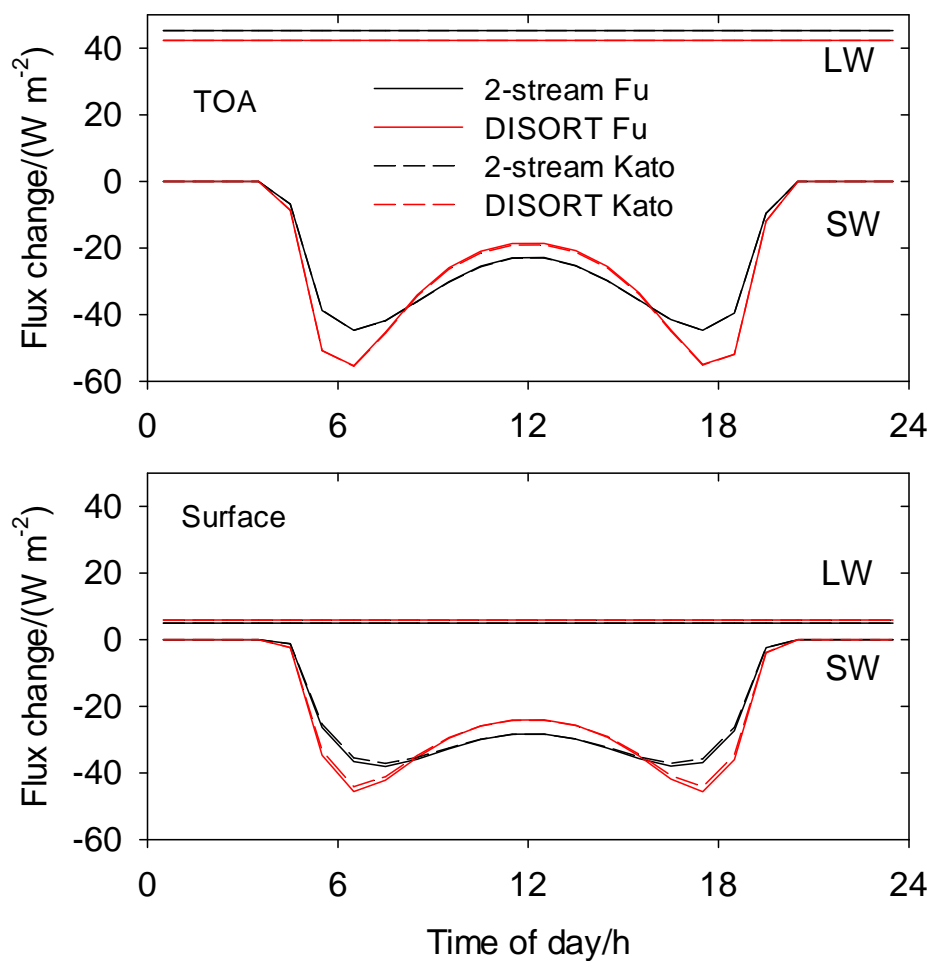 40
20
0
-20
-40
-60
Flux change/(W m-2)
TOA
LW
2-stream Fu
DISORT Fu
2-stream Kato
DISORT Kato
SW
0 6 12 18 24
40
20
0
-20
-40
-60
Flux change/(W m-2)
Surface
LW
SW
0 6 12 18 24
Time of day/h